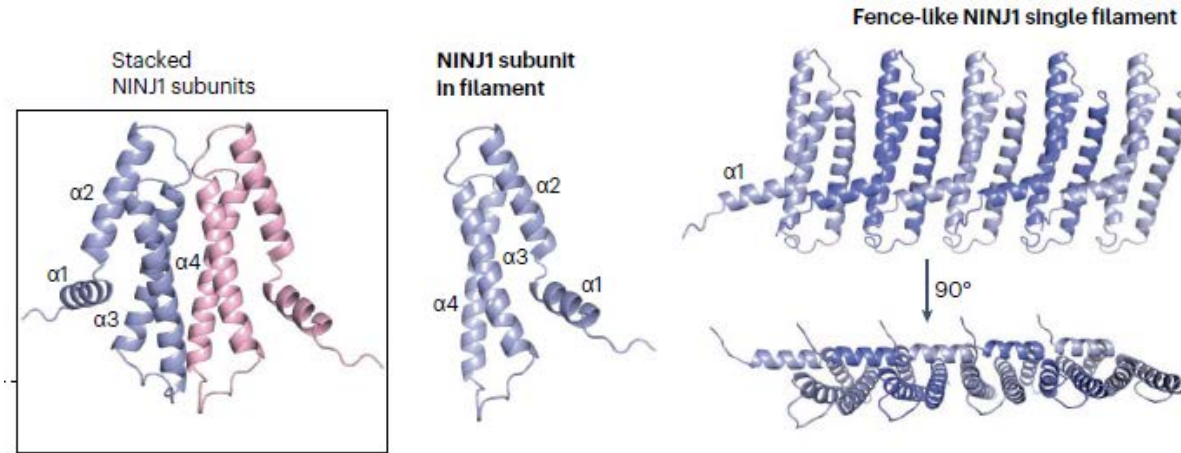 Fence-like NINJ1 single filament
Stacked
NINJ1 subunits
NINJ1 subunit
in filament
α2
α1
α4
α3
α2
α3
α4
α1
α1
90°